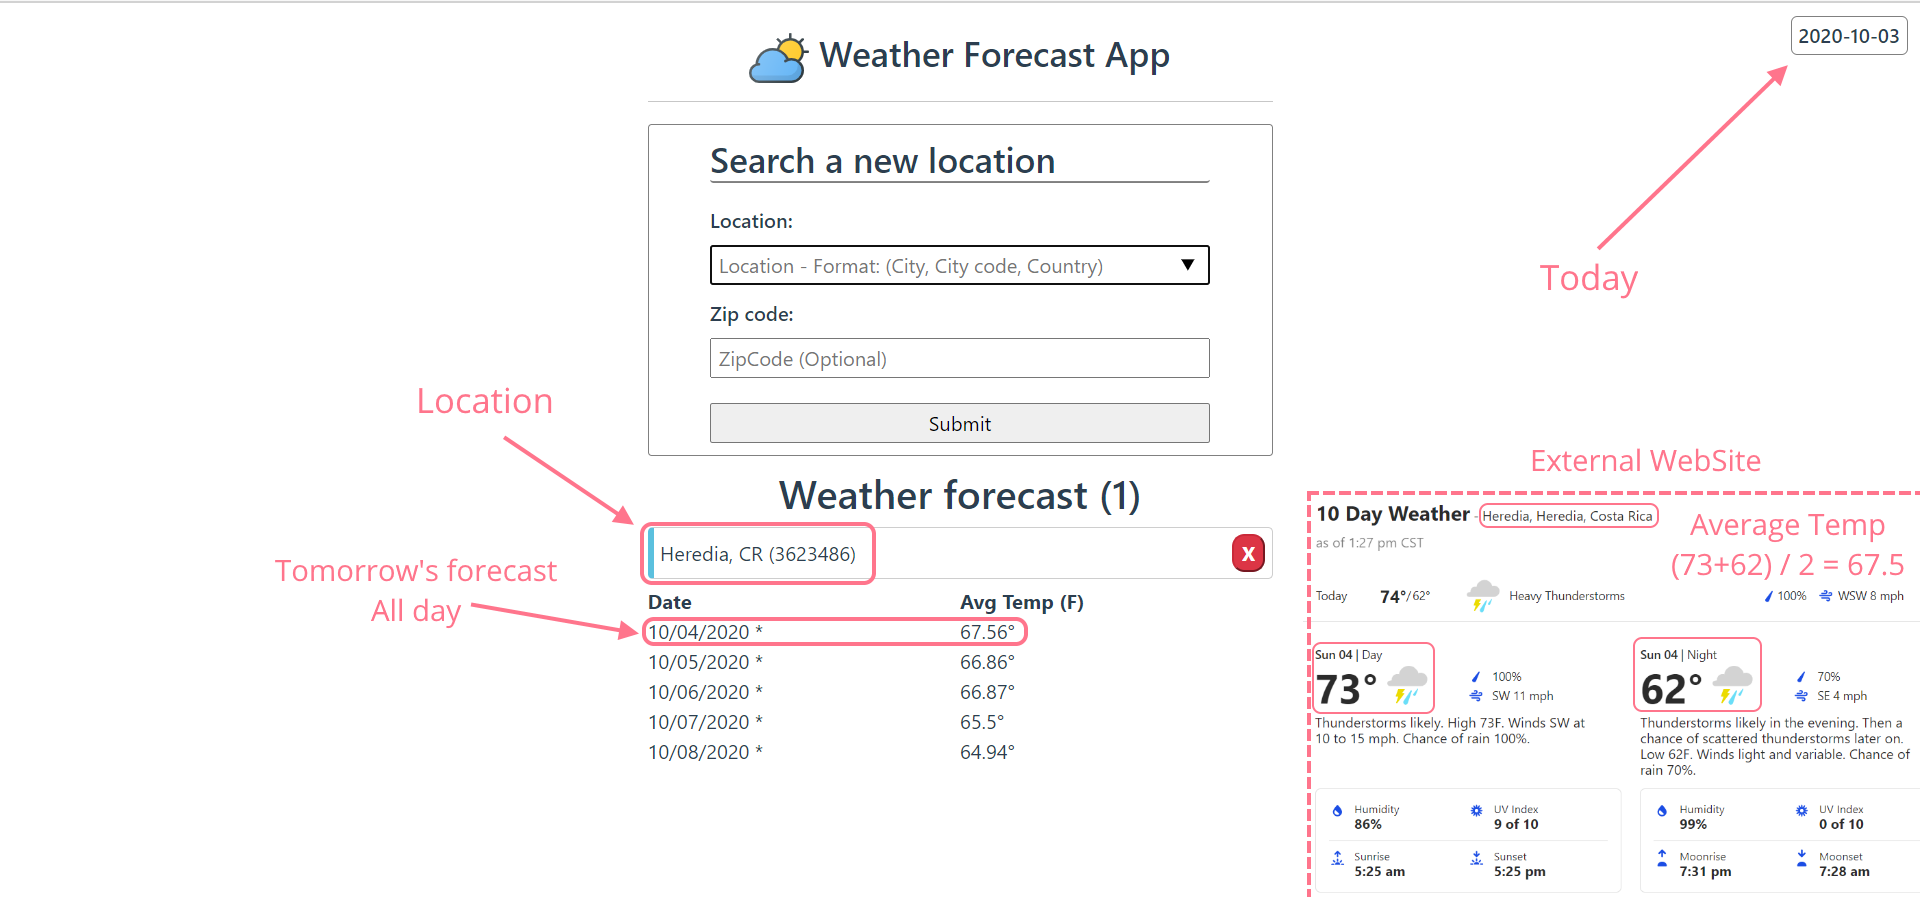 Weather Forecast App
2020-10-03
Today
Search a new location
Location:
Location - Format: (City, City code, Country) ▼
Zip code:
ZipCode (Optional)
Submit
Location
Weather forecast (1)
Heredia, CR (3623486)
X
Tomorrow's forecast
All day
Date Avg Temp (F)
10/04/2020 * 67.56°
10/05/2020 * 66.86°
10/06/2020 * 66.87°
10/07/2020 * 65.5°
10/08/2020 * 64.94°
External WebSite
10 Day Weather - Heredia, Heredia, Costa Rica
as of 1:27 pm CST
Average Temp
(73+62) / 2 = 67.5
Today 74°/62° Heavy Thunderstorms 100% WSW 8 mph
Sun 04 | Day
73°
100%
SW 11 mph
Thunderstorms likely. High 73F. Winds SW at
10 to 15 mph. Chance of rain 100%.
Humidity UV Index
86% 9 of 10
Sunrise Sunset
5:25 am 5:25 pm
Sun 04 | Night
62°
70%
SE 4 mph
Thunderstorms likely in the evening. Then a
chance of scattered thunderstorms later on.
Low 62F. Winds light and variable. Chance of
rain 70%.
Humidity UV Index
99% 0 of 10
Moonrise Moonset
7:31 pm 7:28 am